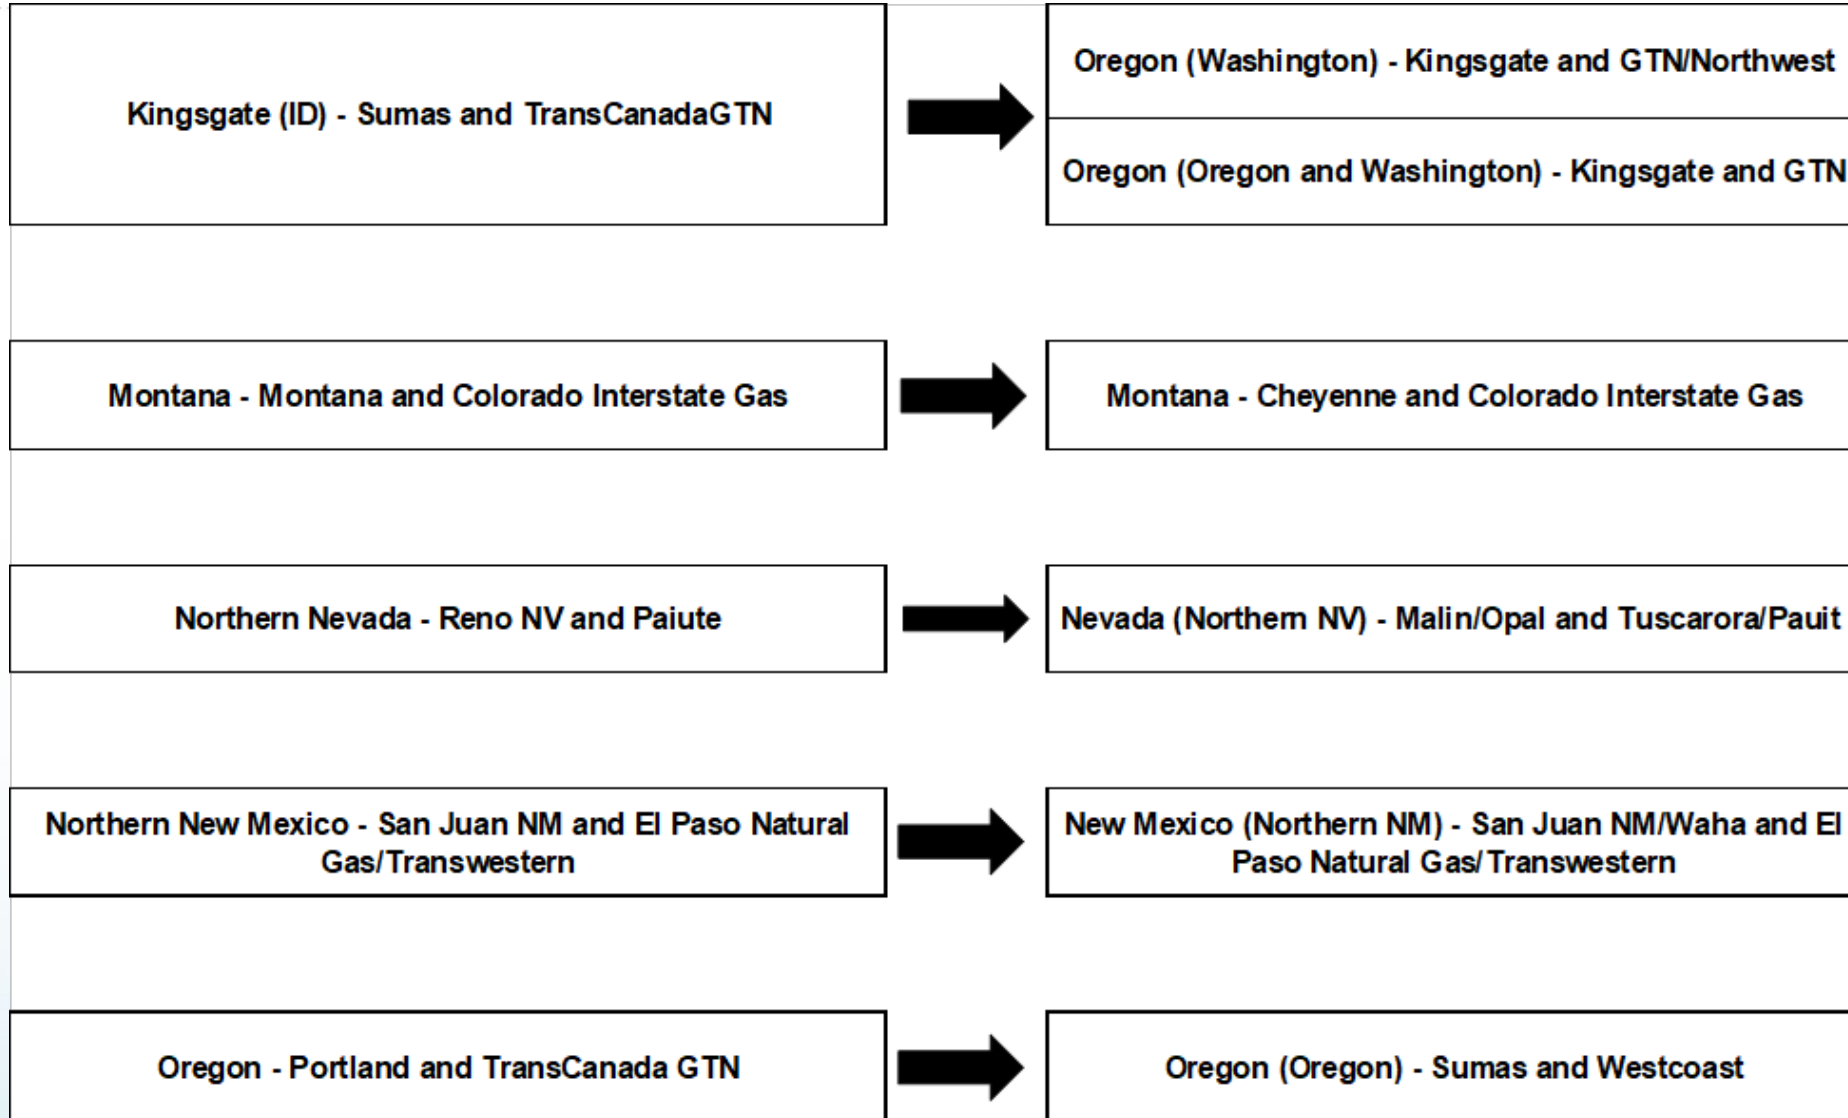 Kingsgate (ID) - Sumas and TransCanadaGTN
Oregon (Washington) - Kingsgate and GTN/Northwest
Oregon (Oregon and Washington) - Kingsgate and GTN
Montana - Montana and Colorado Interstate Gas
Montana - Cheyenne and Colorado Interstate Gas
Northern Nevada - Reno NV and Paiute
Nevada (Northern NV) - Malin/Opal and Tuscarora/Pauit
Northern New Mexico - San Juan NM and El Paso Natural
Gas/Transwestern
New Mexico (Northern NM) - San Juan NM/Waha and El
Paso Natural Gas/Transwestern
Oregon - Portland and TransCanada GTN
Oregon (Oregon) - Sumas and Westcoast